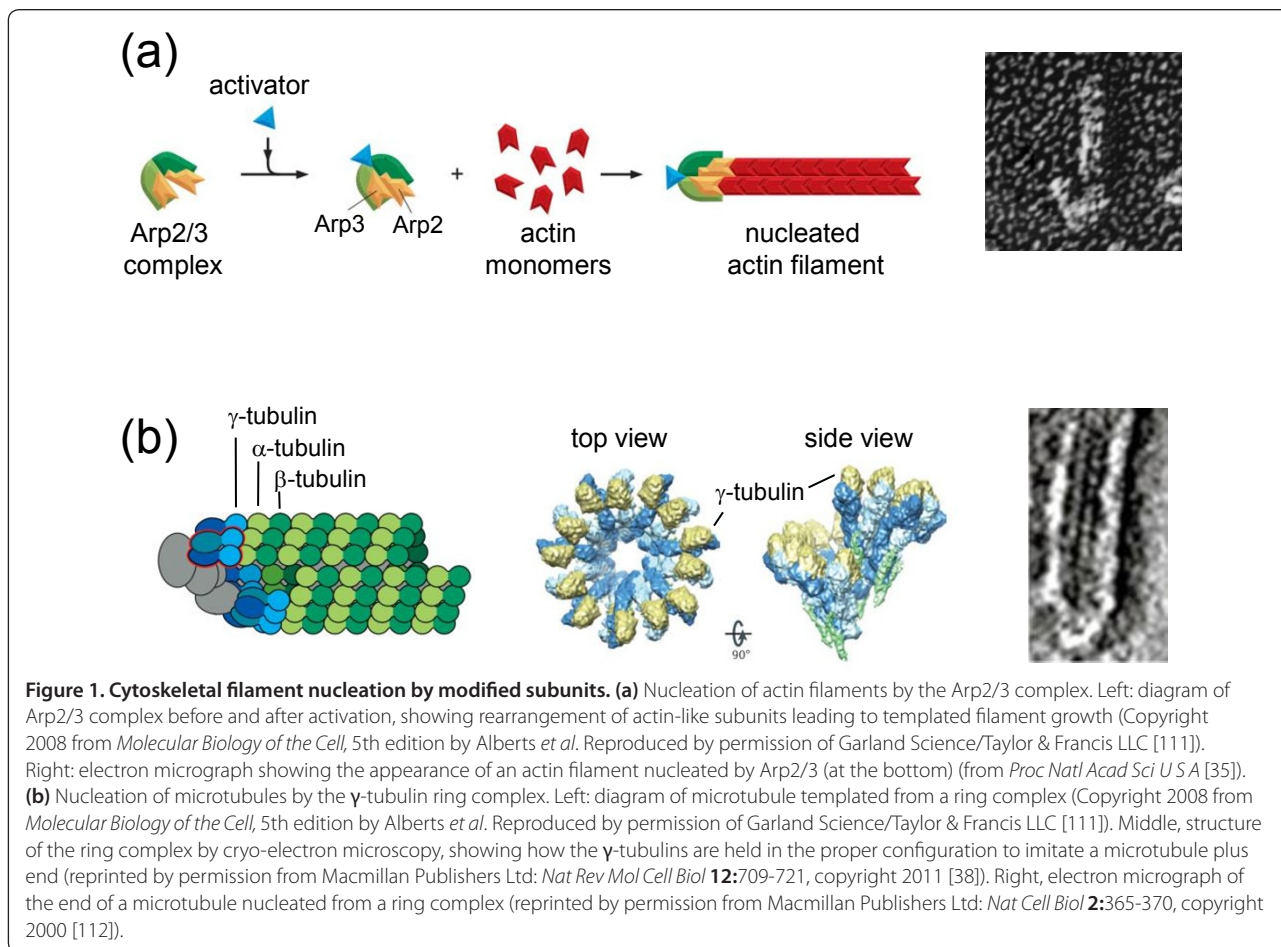 (a)
activator
Arp3
Arp2
+
Arp2/3
complex
actin
monomers
nucleated
actin filament
(b)
γ-tubulin
α-tubulin
β-tubulin
top view
side view
γ-tubulin
90°
Figure 1. Cytoskeletal filament nucleation by modified subunits. (a) Nucleation of actin filaments by the Arp2/3 complex. Left: diagram of
Arp2/3 complex before and after activation, showing rearrangement of actin-like subunits leading to templated filament growth (Copyright
2008 from Molecular Biology of the Cell, 5th edition by Alberts et al. Reproduced by permission of Garland Science/Taylor & Francis LLC [111]).
Right: electron micrograph showing the appearance of an actin filament nucleated by Arp2/3 (at the bottom) (from Proc Natl Acad Sci U S A [35]).
(b) Nucleation of microtubules by the γ-tubulin ring complex. Left: diagram of microtubule templated from a ring complex (Copyright 2008 from
Molecular Biology of the Cell, 5th edition by Alberts et al. Reproduced by permission of Garland Science/Taylor & Francis LLC [111]). Middle, structure
of the ring complex by cryo-electron microscopy, showing how the γ-tubulins are held in the proper configuration to imitate a microtubule plus
end (reprinted by permission from Macmillan Publishers Ltd: Nat Rev Mol Cell Biol 12:709-721, copyright 2011 [38]). Right, electron micrograph of
the end of a microtubule nucleated from a ring complex (reprinted by permission from Macmillan Publishers Ltd: Nat Cell Biol 2:365-370, copyright
2000 [112]).